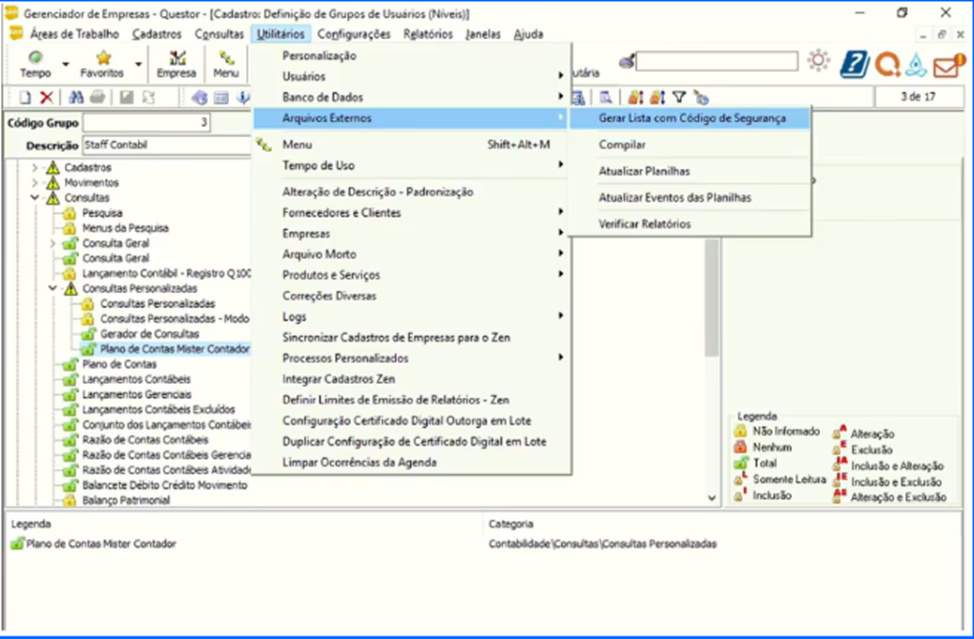 Gerenciador de Empresas - Questor - [Cadastro: Definição de Grupos de Usuários (Níveis)]
Áreas de Trabalho Cadastros Consultas Utilitários Configurações Relatórios Janelas Ajuda
Tempo Favoritos Empresa Menu
utária
3 de 17
Código Grupo 3
Descrição Staff Contabil
Cadastros
Movimentos
Consultas
Pesquisa
Menus da Pesquisa
Consulta Geral
Consulta Geral
Lançamento Contábil - Registro Q100
Consultas Personalizadas
Consultas Personalizadas
Consultas Personalizadas - Modo
Gerador de Consultas
Plano de Contas Mister Contador
Plano de Contas
Lançamentos Contábeis
Lançamentos Gerenciais
Lançamentos Contábeis Excluídos
Conjunto dos Lançamentos Contábeis
Razão de Contas Contábeis
Razão de Contas Contábeis Gerencia
Razão de Contas Contábeis Atividade
Balancete Débito Crédito Movimento
Balanço Patrimonial
Personalização
Usuários
Banco de Dados
Arquivos Externos
Menu Shift+Alt+M
Tempo de Uso
Alteração de Descrição - Padronização
Fornecedores e Clientes
Empresas
Arquivo Morto
Produtos e Serviços
Correções Diversas
Logs
Sincronizar Cadastros de Empresas para o Zen
Processos Personalizados
Integrar Cadastros Zen
Definir Limites de Emissão de Relatórios - Zen
Configuração Certificado Digital Outorga em Lote
Duplicar Configuração de Certificado Digital em Lote
Limpar Ocorrências da Agenda
Gerar Lista com Código de Segurança
Compilar
Atualizar Planilhas
Atualizar Eventos das Planilhas
Verificar Relatórios
Legenda
Não Informado
Nenhum
Total
Somente Leitura
Inclusão
Alteração
Exclusão
Inclusão e Alteração
Inclusão e Exclusão
Alteração e Exclusão
Legenda Categoria
Plano de Contas Mister Contador Contabilidade\Consultas\Consultas Personalizadas